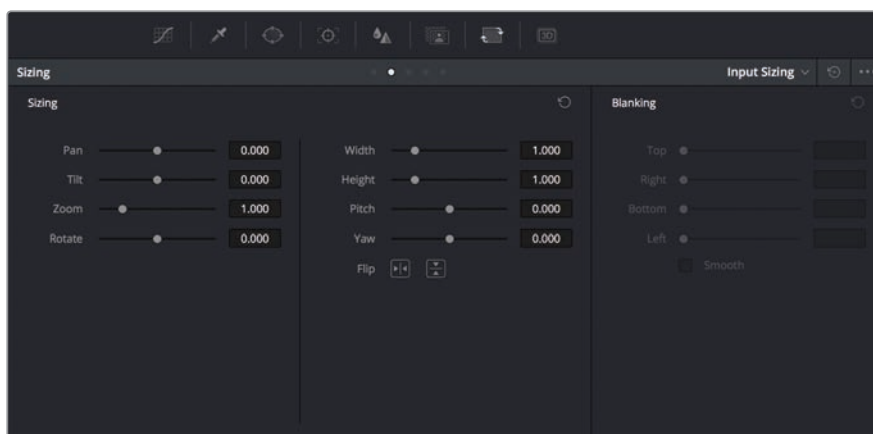 3D
Sizing
Input Sizing
Sizing
Blanking
Pan 0.000
Width 1.000
Top
Tilt 0.000
Height 1.000
Right
Zoom 1.000
Pitch 0.000
Bottom
Rotate 0.000
Yaw 0.000
Left
Flip
Smooth